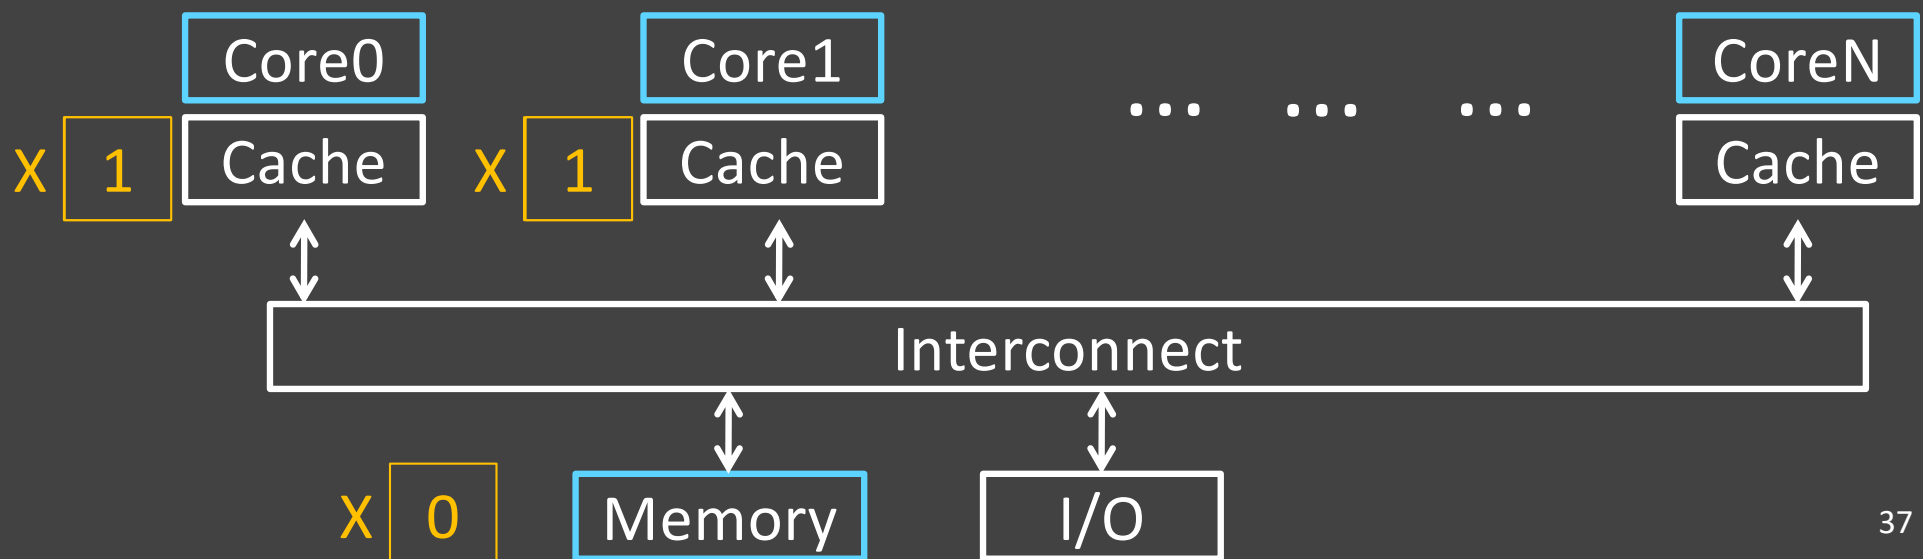 Core0 Core1 CoreN
... ... ...
X 1 Cache X 1 Cache Cache
Interconnect
X 0 Memory I/O
37